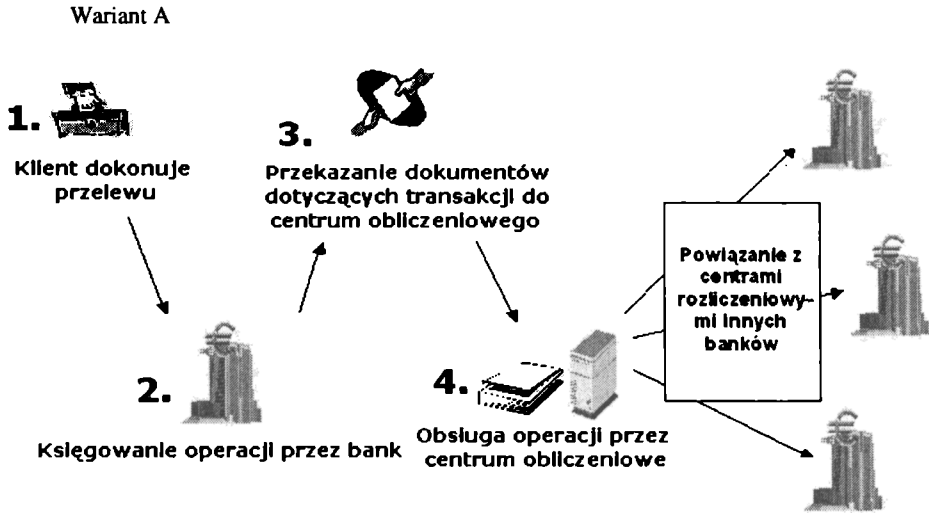 Wariant A
1.
Klient dokonuje
przelewu
2.
Księgowanie operacji przez bank
3.
Przekazanie dokumentów
dotyczących transakcji do
centrum obliczeniowego
4.
Obsługa operacji przez
centrum obliczeniowe
Powiązanie z
centrami
rozliczeniowy-
mi innych
banków